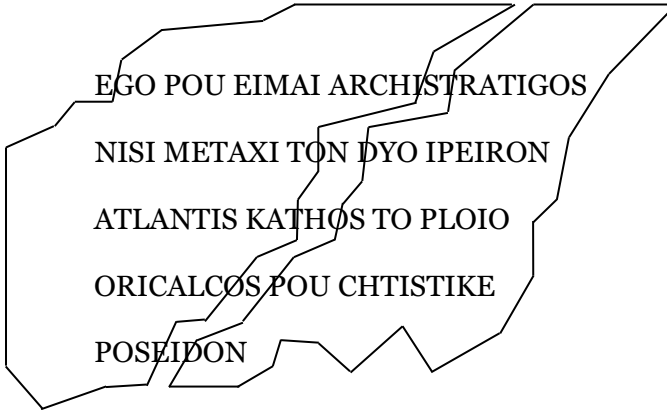 EGO POU EIMAI ARCHISTRATIGOS
NISI METAXI TON DYO IPEIRON
ATLANTIS KATHOS TO PLOIO
ORICALCOS POU CHTISTIKE
POSEIDON